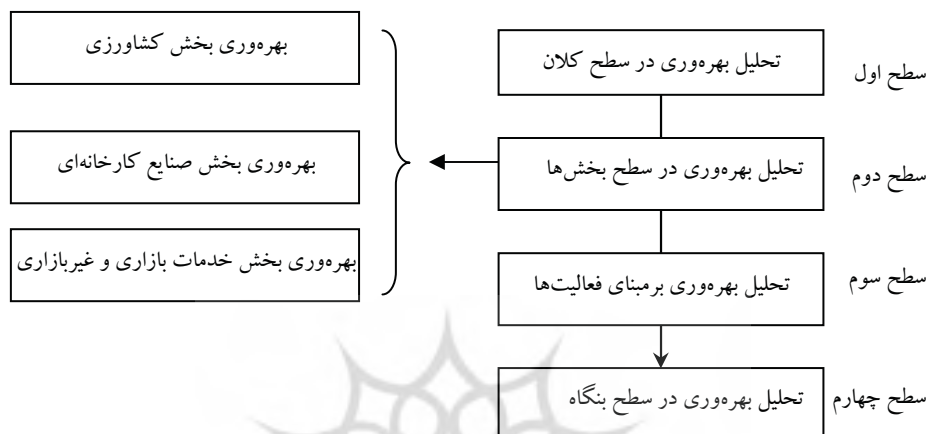 سطح اول
تحلیل بهره‌وری در سطح کلان
بهره‌وری بخش کشاورزی
سطح دوم
تحلیل بهره‌وری در سطح بخش‌ها
بهره‌وری بخش صنایع کارخانه‌ای
سطح سوم
تحلیل بهره‌وری برمبنای فعالیت‌ها
بهره‌وری بخش خدمات بازاری و غیربازاری
سطح چهارم
تحلیل بهره‌وری در سطح بنگاه